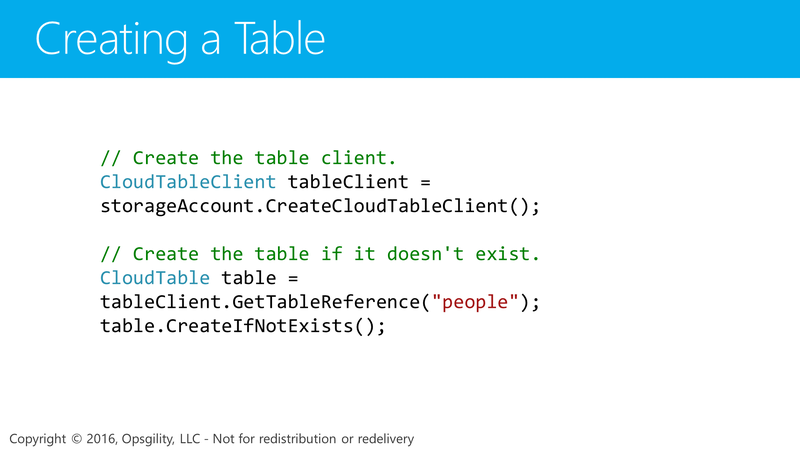 Creating a Table
// Create the table client.
CloudTableClient tableClient =
storageAccount.CreateCloudTableClient();
// Create the table if it doesn't exist.
CloudTable table =
tableClient.GetTableReference("people");
table.CreateIfNotExists();
Copyright © 2016, Opsgility, LLC - Not for redistribution or redelivery